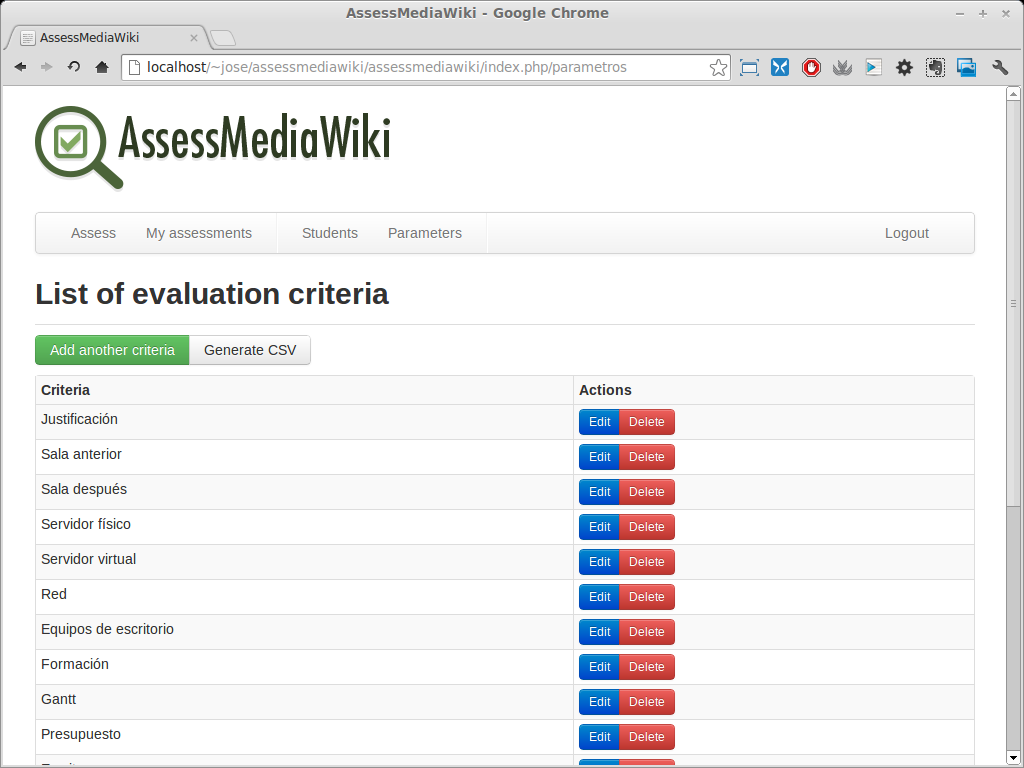 AssessMediaWiki - Google Chrome
AssessMediaWiki
localhost/~jose/assessmediawiki/assessmediawiki/index.php/parametros
AssessMediaWiki
Assess My assessments Students Parameters Logout
List of evaluation criteria
Add another criteria Generate CSV
Criteria Actions
Justificación Edit Delete
Sala anterior Edit Delete
Sala después Edit Delete
Servidor físico Edit Delete
Servidor virtual Edit Delete
Red Edit Delete
Equipos de escritorio Edit Delete
Formación Edit Delete
Gantt Edit Delete
Presupuesto Edit Delete